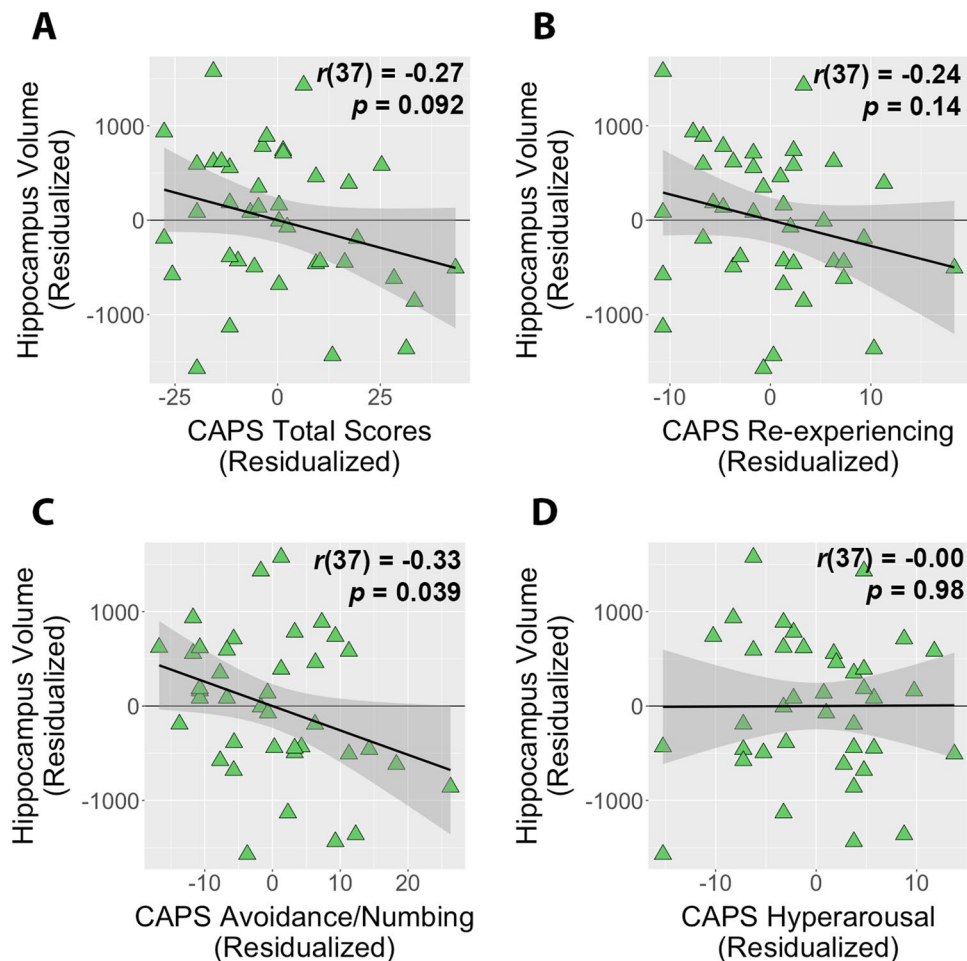 A
r(37) = -0.27
p = 0.092
Hippocampus Volume
(Residualized)
1000
0
-1000
-25
0
25
CAPS Total Scores
(Residualized)
B
r(37) = -0.24
p = 0.14
Hippocampus Volume
(Residualized)
1000
0
-1000
-10
0
10
CAPS Re-experiencing
(Residualized)
C
r(37) = -0.33
p = 0.039
Hippocampus Volume
(Residualized)
1000
0
-1000
-10
0
10
20
CAPS Avoidance/Numbing
(Residualized)
D
r(37) = -0.00
p = 0.98
Hippocampus Volume
(Residualized)
1000
0
-1000
-10
0
10
CAPS Hyperarousal
(Residualized)